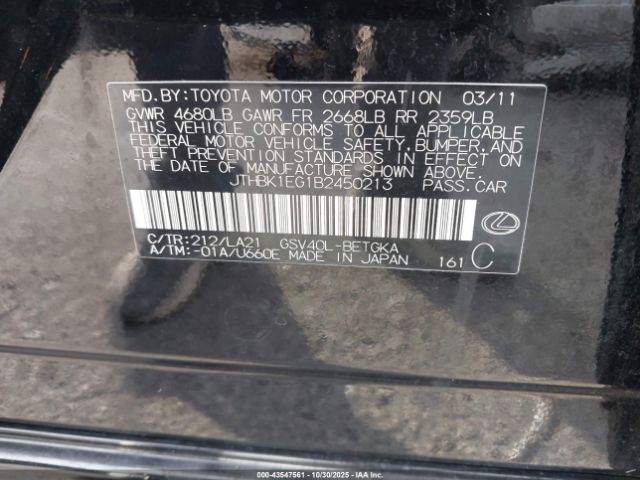 MFD.BY:TOYOTA MOTOR CORPORATION 03/11
GVWR 4680LB GAWR FR 2668LB RR 2359LB
THIS VEHICLE CONFORMS TO ALL APPLICABLE
FEDERAL MOTOR VEHICLE SAFETY,BUMPER,AND
THEFT PREVENTION STANDARDS IN EFFECT ON
THE DATE OF MANUFACTURE SHOWN ABOVE.
JTHBK1EG1B2450213 PASS.CAR
C/TR:212/LA21 GSV40L-BETGKA
A/TM:-01A/U660E MADE IN JAPAN 161 C
000-43547561 - 10/30/2025 - IAAI.COM